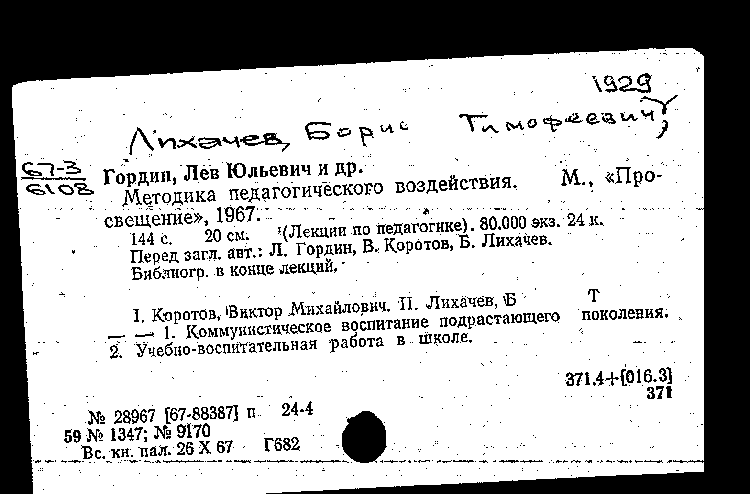 1929
Лихачев, Борис Тимофеевич
67-3
6108
Гордин, Лев Юльевич и др.
Методика педагогического воздействия. М., «Про-
свещение», 1967.
144 с. 20 см. (Лекции по педагогике). 80.000 экз. 24 к.
Перед загл. авт.: Л. Гордин, В. Коротов, Б. Лихачев.
Библиогр. в конце лекций.
I. Коротов, Виктор Михайлович. II. Лихачев, Б Т
— — 1. Коммунистическое воспитание подрастающего поколения.
2. Учебно-воспитательная работа в школе.
371.4+[016.3]
371
№ 28967 [67-88387] п 24-4
59 № 1347; № 9170
Вс. кн. пал. 26 X 67 Г682